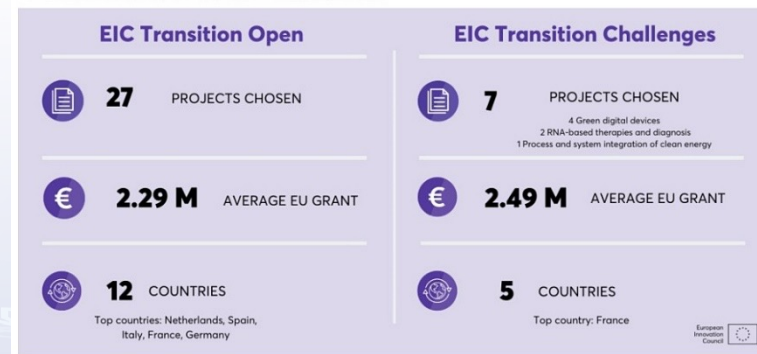 EIC Transition Open
27 PROJECTS CHOSEN
€ 2.29 M AVERAGE EU GRANT
12 COUNTRIES
Top countries: Netherlands, Spain,
Italy, France, Germany
EIC Transition Challenges
7 PROJECTS CHOSEN
4 Green digital devices
2 RNA-based therapies and diagnosis
1 Process and system integration of clean energy
€ 2.49 M AVERAGE EU GRANT
5 COUNTRIES
Top country: France
European
Innovation
Council